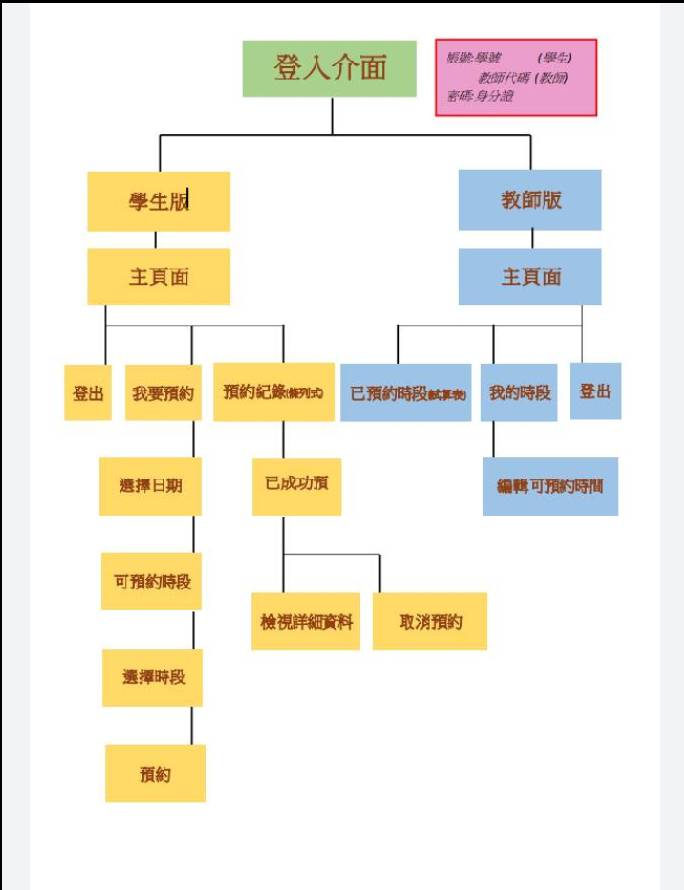 登入介面
帳號:學號 (學生)
教師代碼 (教師)
密碼:身分證
學生版
教師版
主頁面
主頁面
登出
我要預約
預約紀錄(條列式)
已預約時段(試算表)
我的時段
登出
選擇日期
已成功預
編輯可預約時間
可預約時段
檢視詳細資料
取消預約
選擇時段
預約